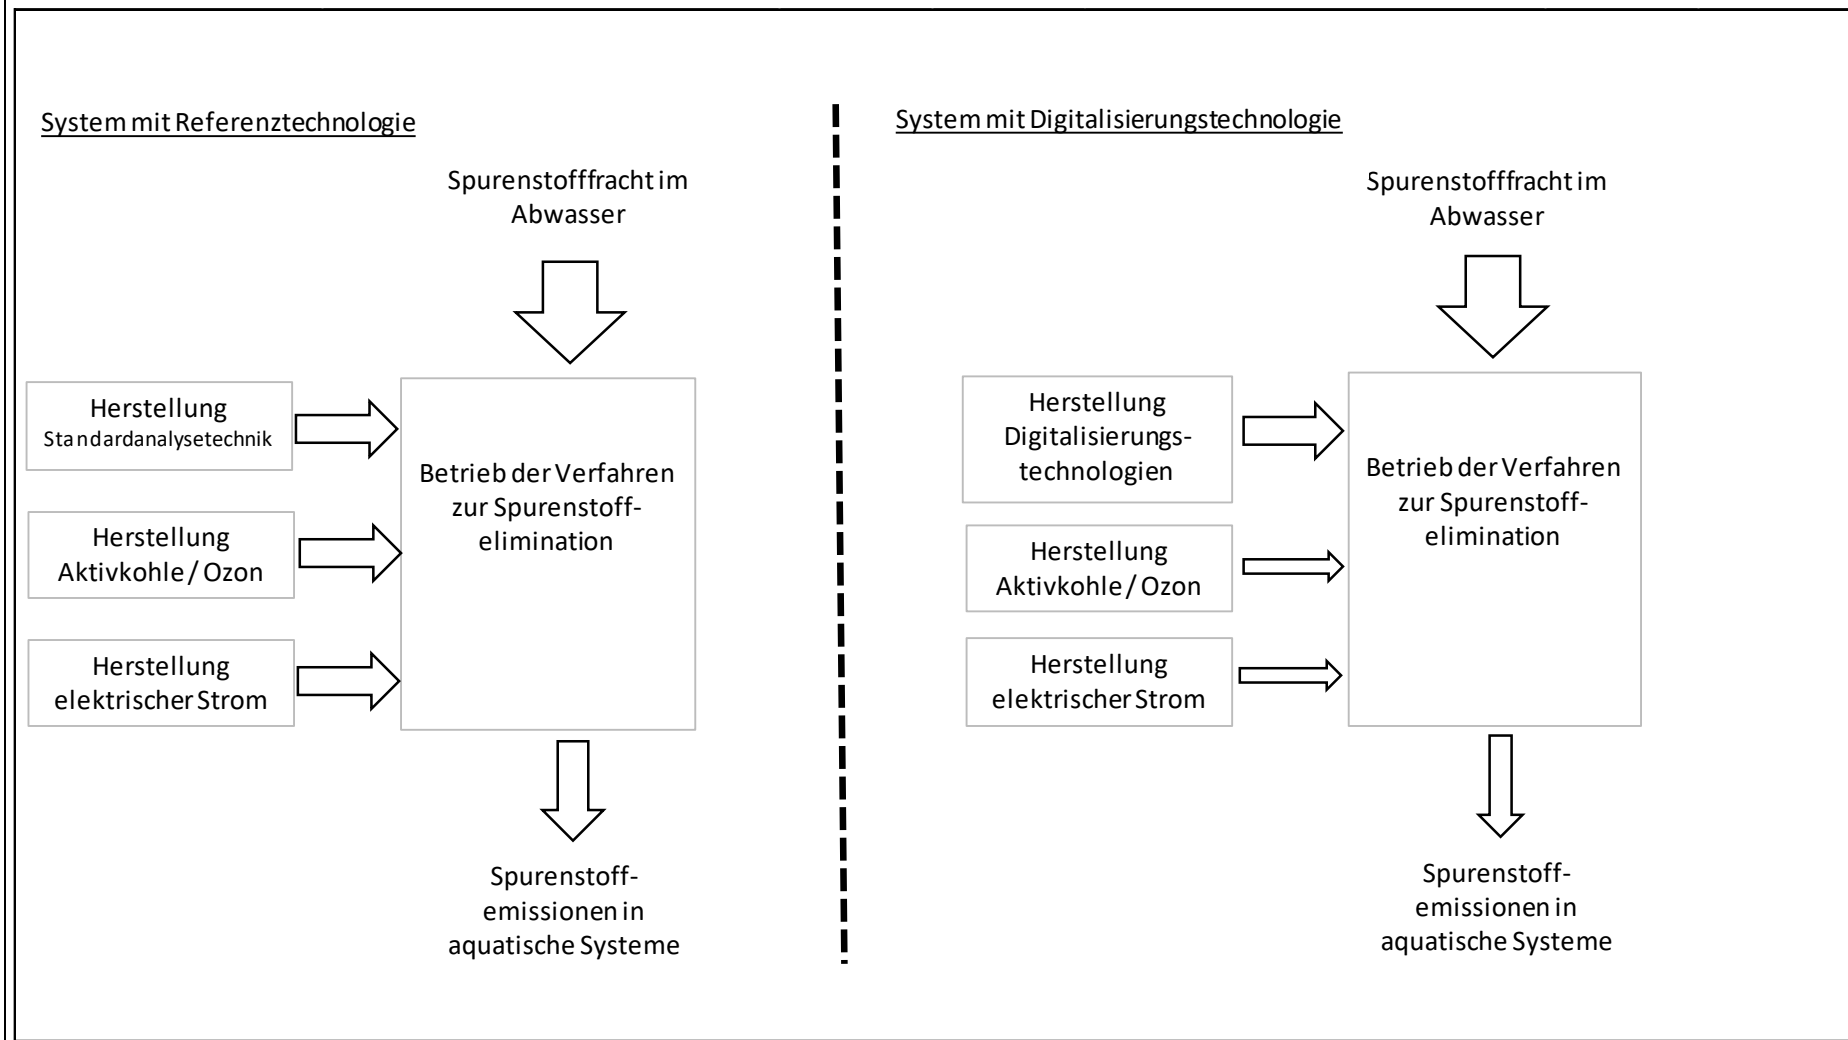 System mit Referenztechnologie
Spurenstofffracht im
Abwasser
Herstellung
Standardanalysetechnik
Herstellung
Aktivkohle / Ozon
Herstellung
elektrischer Strom
Betrieb der Verfahren
zur Spurenstoff-
elimination
Spurenstoff-
emissionen in
aquatische Systeme
System mit Digitalisierungstechnologie
Spurenstofffracht im
Abwasser
Herstellung
Digitalisierungs-
technologien
Herstellung
Aktivkohle / Ozon
Herstellung
elektrischer Strom
Betrieb der Verfahren
zur Spurenstoff-
elimination
Spurenstoff-
emissionen in
aquatische Systeme